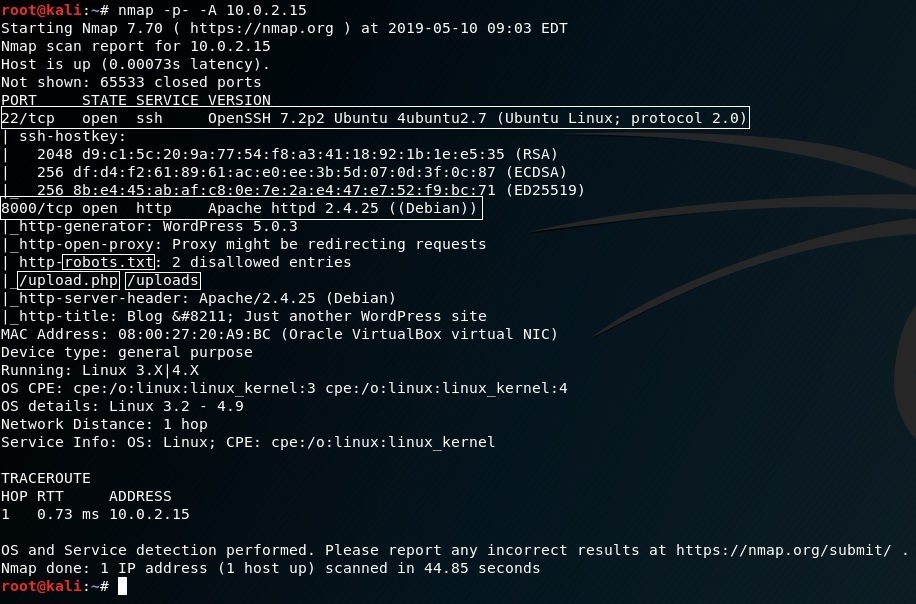 root@kali:~# nmap -p- -A 10.0.2.15
Starting Nmap 7.70 ( https://nmap.org ) at 2019-05-10 09:03 EDT
Nmap scan report for 10.0.2.15
Host is up (0.00073s latency).
Not shown: 65533 closed ports
PORT     STATE SERVICE VERSION
22/tcp   open  ssh     OpenSSH 7.2p2 Ubuntu 4ubuntu2.7 (Ubuntu Linux; protocol 2.0)
| ssh-hostkey:
|   2048 d9:c1:5c:20:9a:77:54:f8:a3:41:18:92:1b:1e:e5:35 (RSA)
|   256 df:d4:f2:61:89:61:ac:e0:ee:3b:5d:07:0d:3f:0c:87 (ECDSA)
|_  256 8b:e4:45:ab:af:c8:0e:7e:2a:e4:47:e7:52:f9:bc:71 (ED25519)
8000/tcp open  http    Apache httpd 2.4.25 ((Debian))
|_http-generator: WordPress 5.0.3
|_http-open-proxy: Proxy might be redirecting requests
| http-robots.txt: 2 disallowed entries
|_/upload.php /uploads
|_http-server-header: Apache/2.4.25 (Debian)
|_http-title: Blog &#8211; Just another WordPress site
MAC Address: 08:00:27:20:A9:BC (Oracle VirtualBox virtual NIC)
Device type: general purpose
Running: Linux 3.X|4.X
OS CPE: cpe:/o:linux:linux_kernel:3 cpe:/o:linux:linux_kernel:4
OS details: Linux 3.2 - 4.9
Network Distance: 1 hop
Service Info: OS: Linux; CPE: cpe:/o:linux:linux_kernel
TRACEROUTE
HOP RTT     ADDRESS
1   0.73 ms 10.0.2.15
OS and Service detection performed. Please report any incorrect results at https://nmap.org/submit/ .
Nmap done: 1 IP address (1 host up) scanned in 44.85 seconds
root@kali:~#